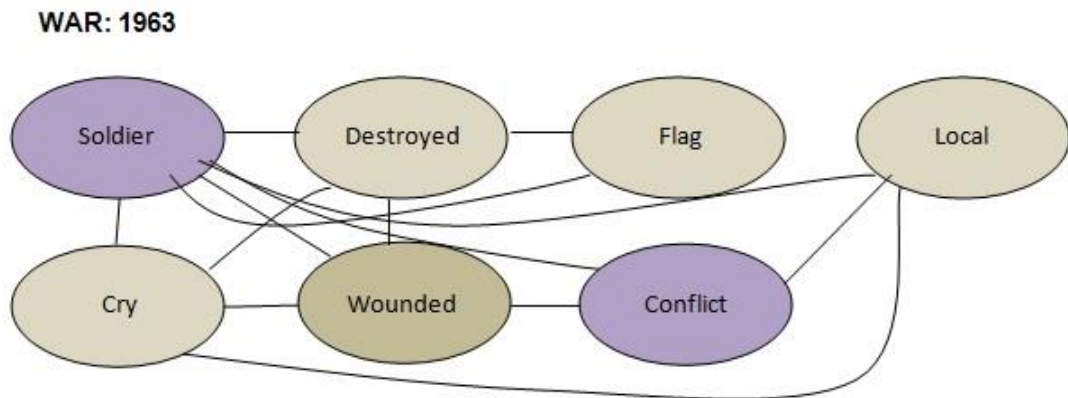 WAR: 1963
Soldier
Destroyed
Flag
Local
Cry
Wounded
Conflict